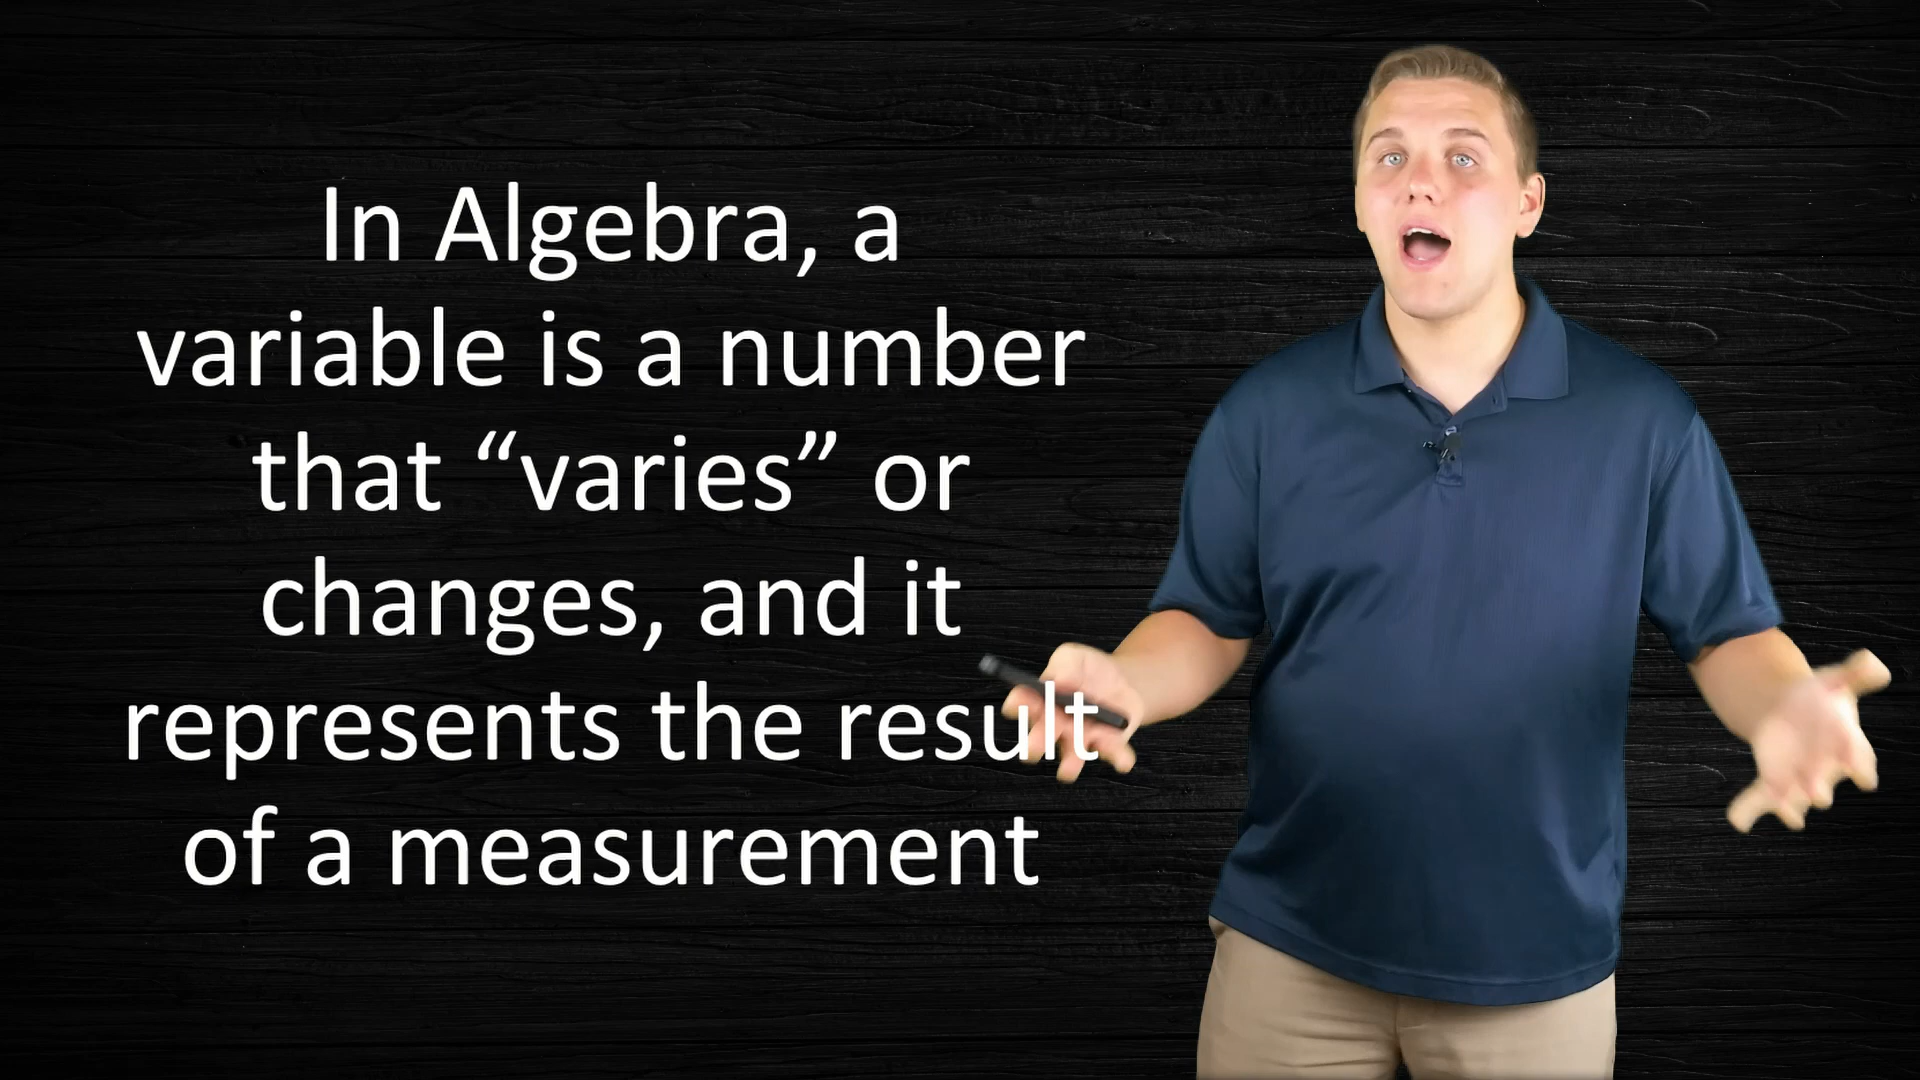 In Algebra, a
variable is a number
that “varies” or
changes, and it
represents the result
of a measurement